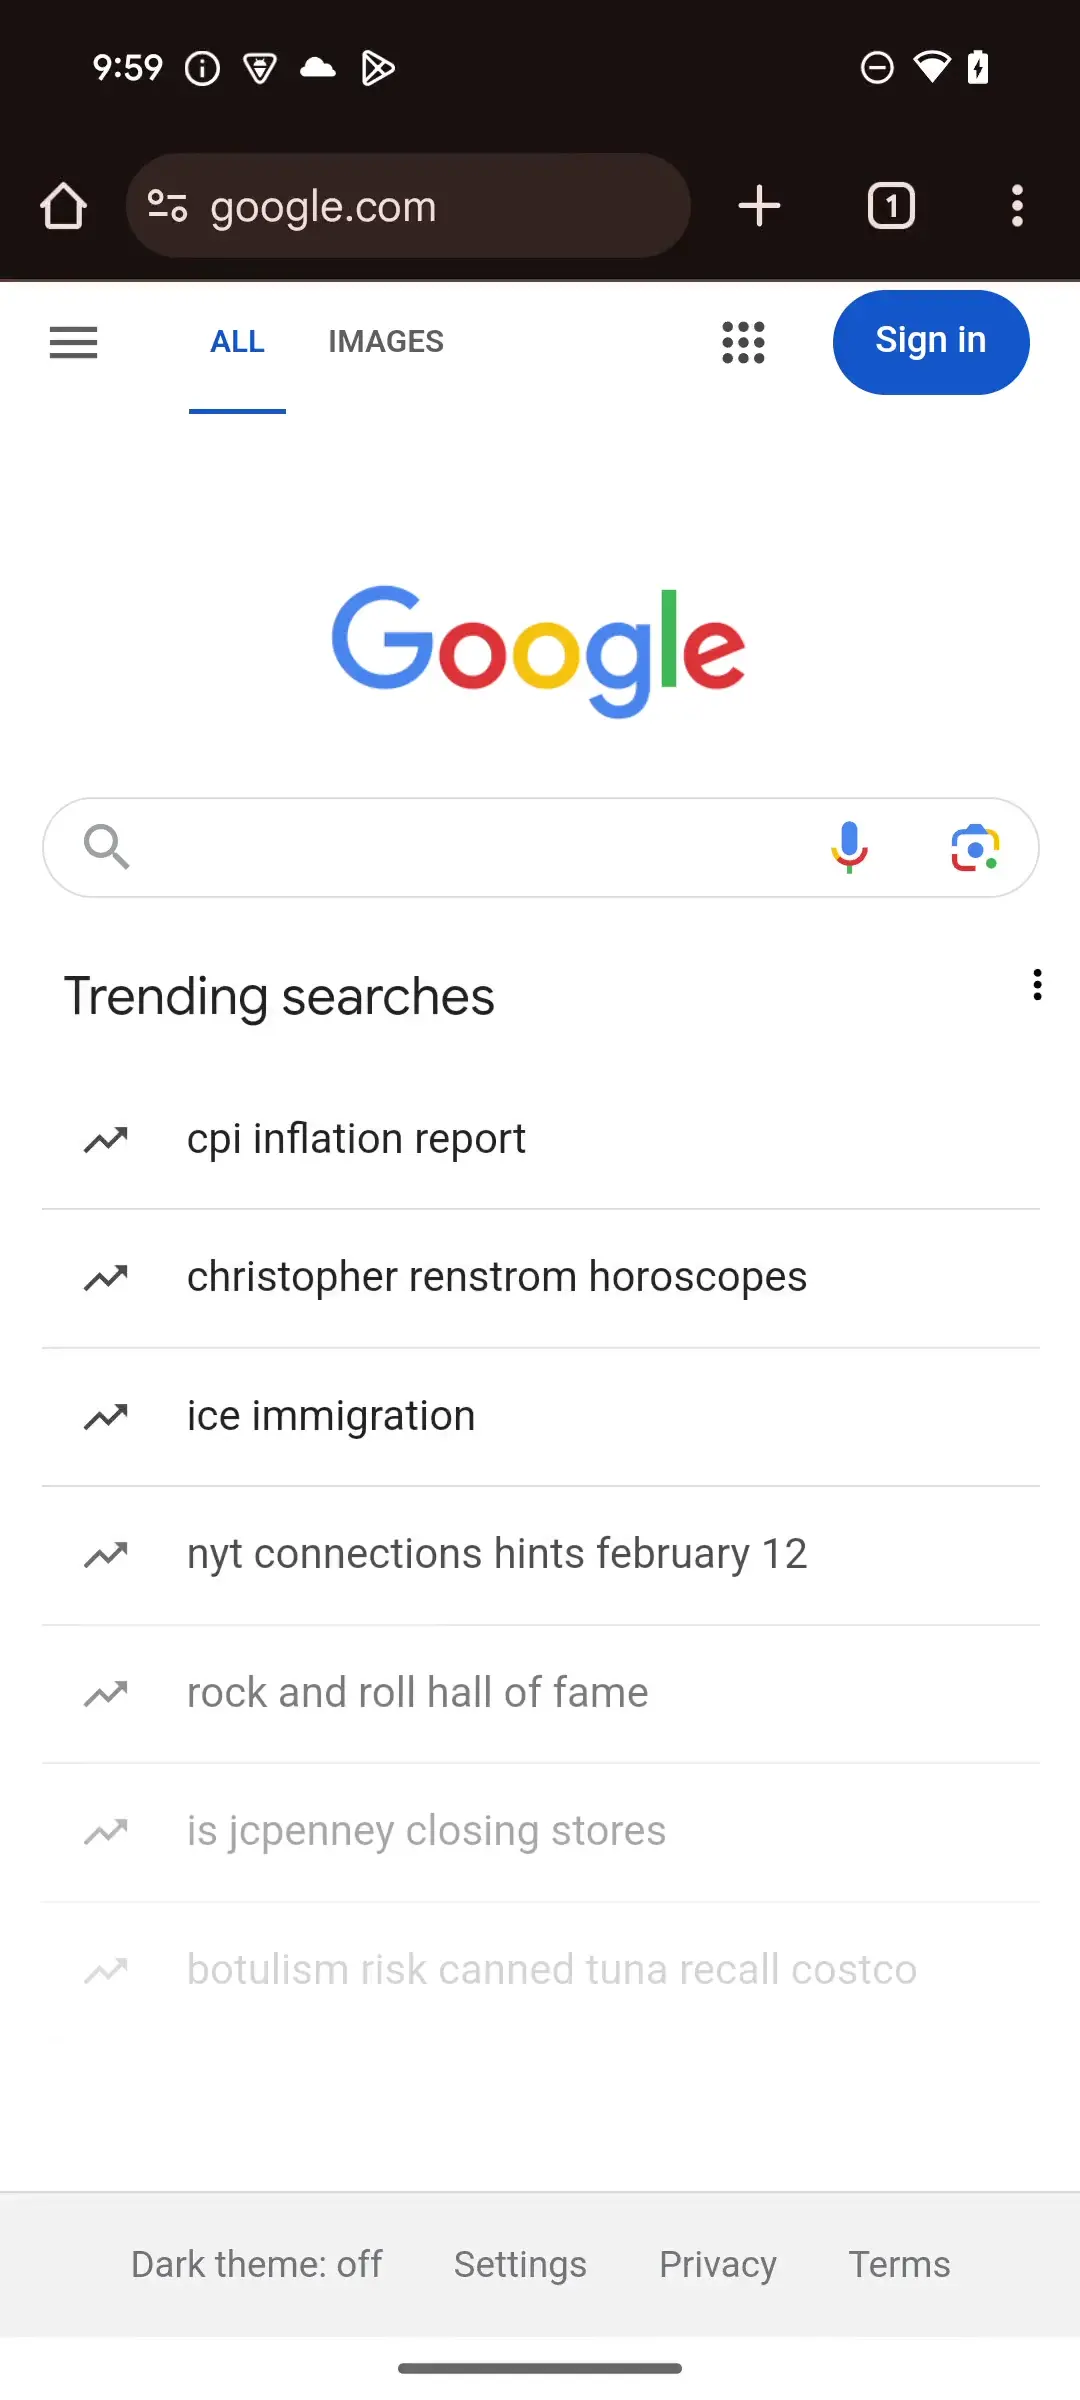 9:59
google.com
1
ALL IMAGES Sign in
Google
Trending searches
cpi inflation report
christopher renstrom horoscopes
ice immigration
nyt connections hints february 12
rock and roll hall of fame
is jcpenney closing stores
botulism risk canned tuna recall costco
Dark theme: off Settings Privacy Terms